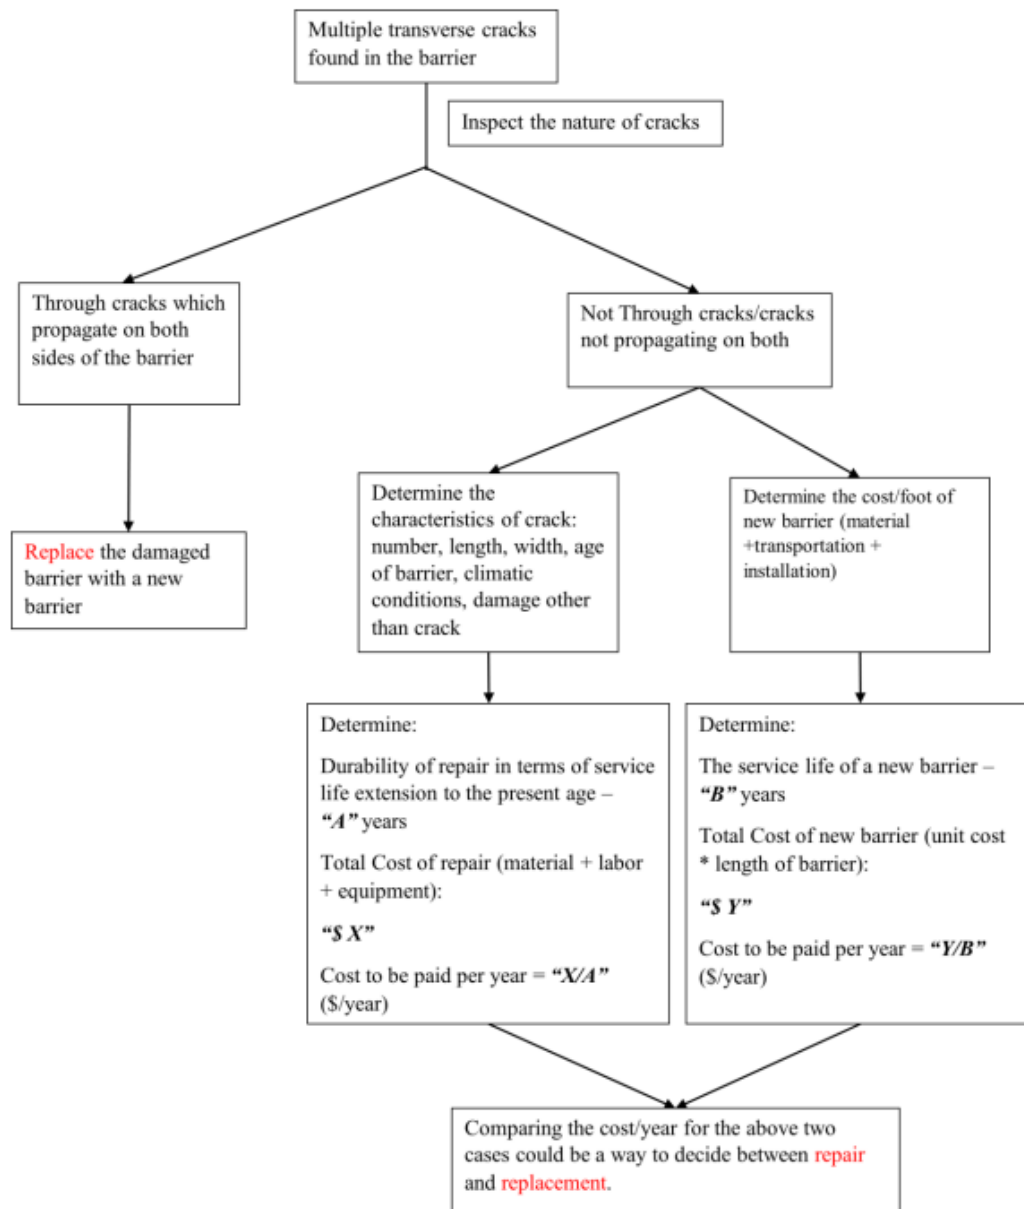 Multiple transverse cracks
found in the barrier
Inspect the nature of cracks
Through cracks which
propagate on both
sides of the barrier
Not Through cracks/cracks
not propagating on both
Replace the damaged
barrier with a new
barrier
Determine the
characteristics of crack:
number, length, width, age
of barrier, climatic
conditions, damage other
than crack
Determine the cost/foot of
new barrier (material
+transportation +
installation)
Determine:
Durability of repair in terms of service
life extension to the present age –
“A” years
Total Cost of repair (material + labor
+ equipment):
“$ X”
Cost to be paid per year = “X/A”
($/year)
Determine:
The service life of a new barrier –
“B” years
Total Cost of new barrier (unit cost
* length of barrier):
“$ Y”
Cost to be paid per year = “Y/B”
($/year)
Comparing the cost/year for the above two
cases could be a way to decide between repair
and replacement.